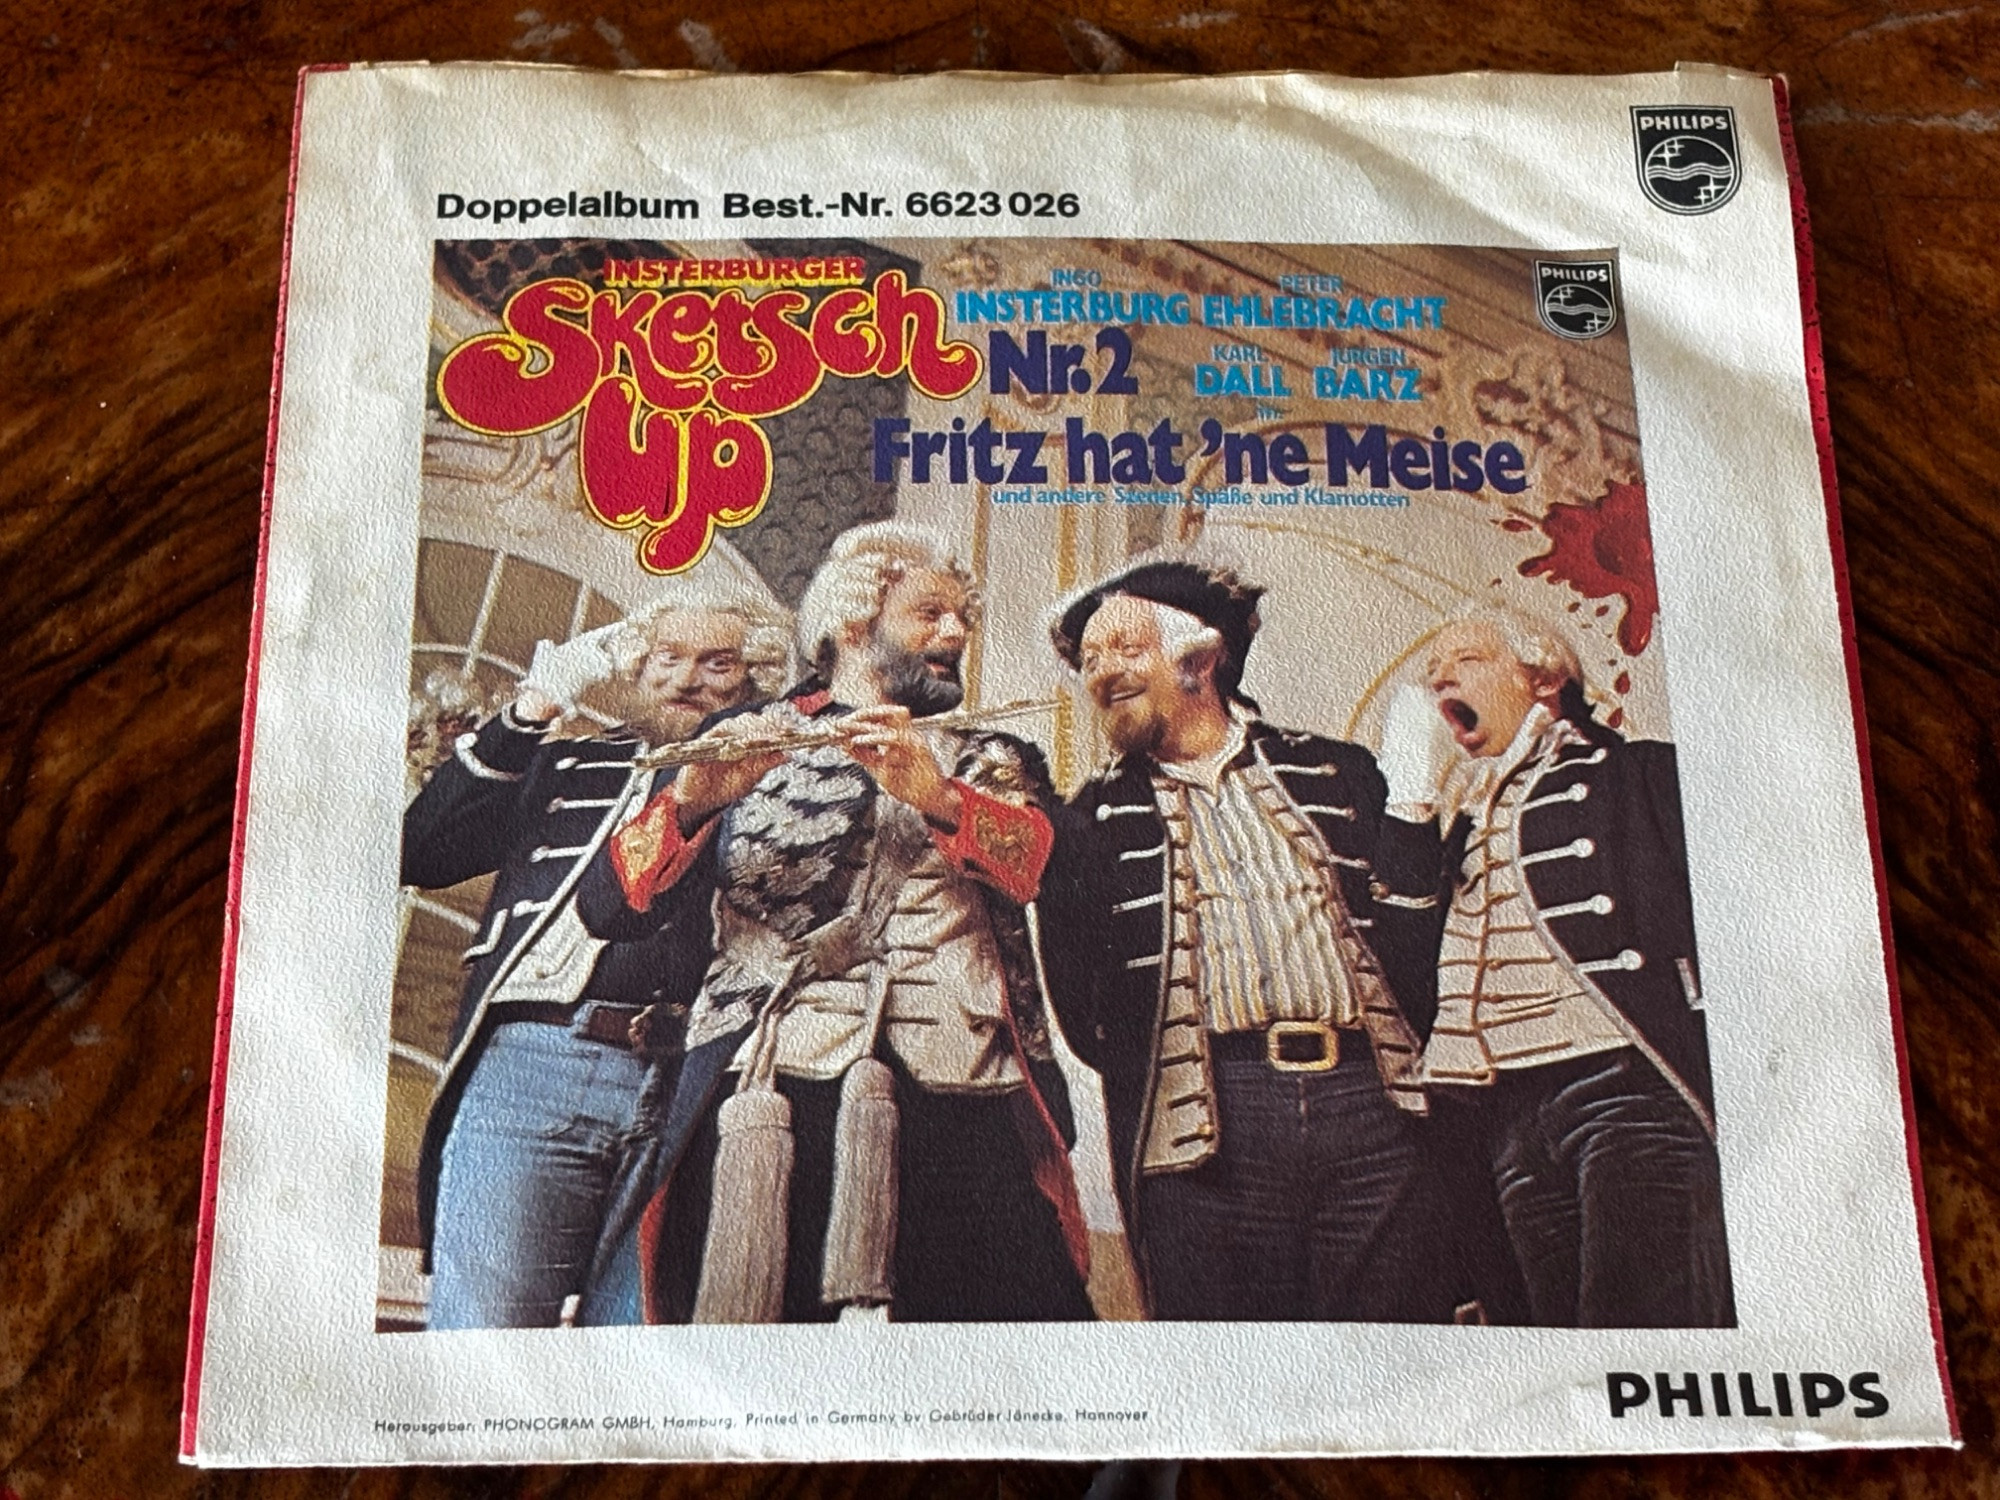 PHILIPS
Doppelalbum Best.-Nr. 6623 026
INSTERBURGER
Sketsch
up
INGO
INSTERBURG
PETER
EHLEBRACHT
PHILIPS
Nr. 2
KARL
DALL
JÜRGEN
BARZ
in:
Fritz hat 'ne Meise
und andere Szenen, Späße und Klamotten
PHILIPS
Herausgeber: PHONOGRAM GMBH, Hamburg. Printed in Germany by Gebrüder Jänecke, Hannover